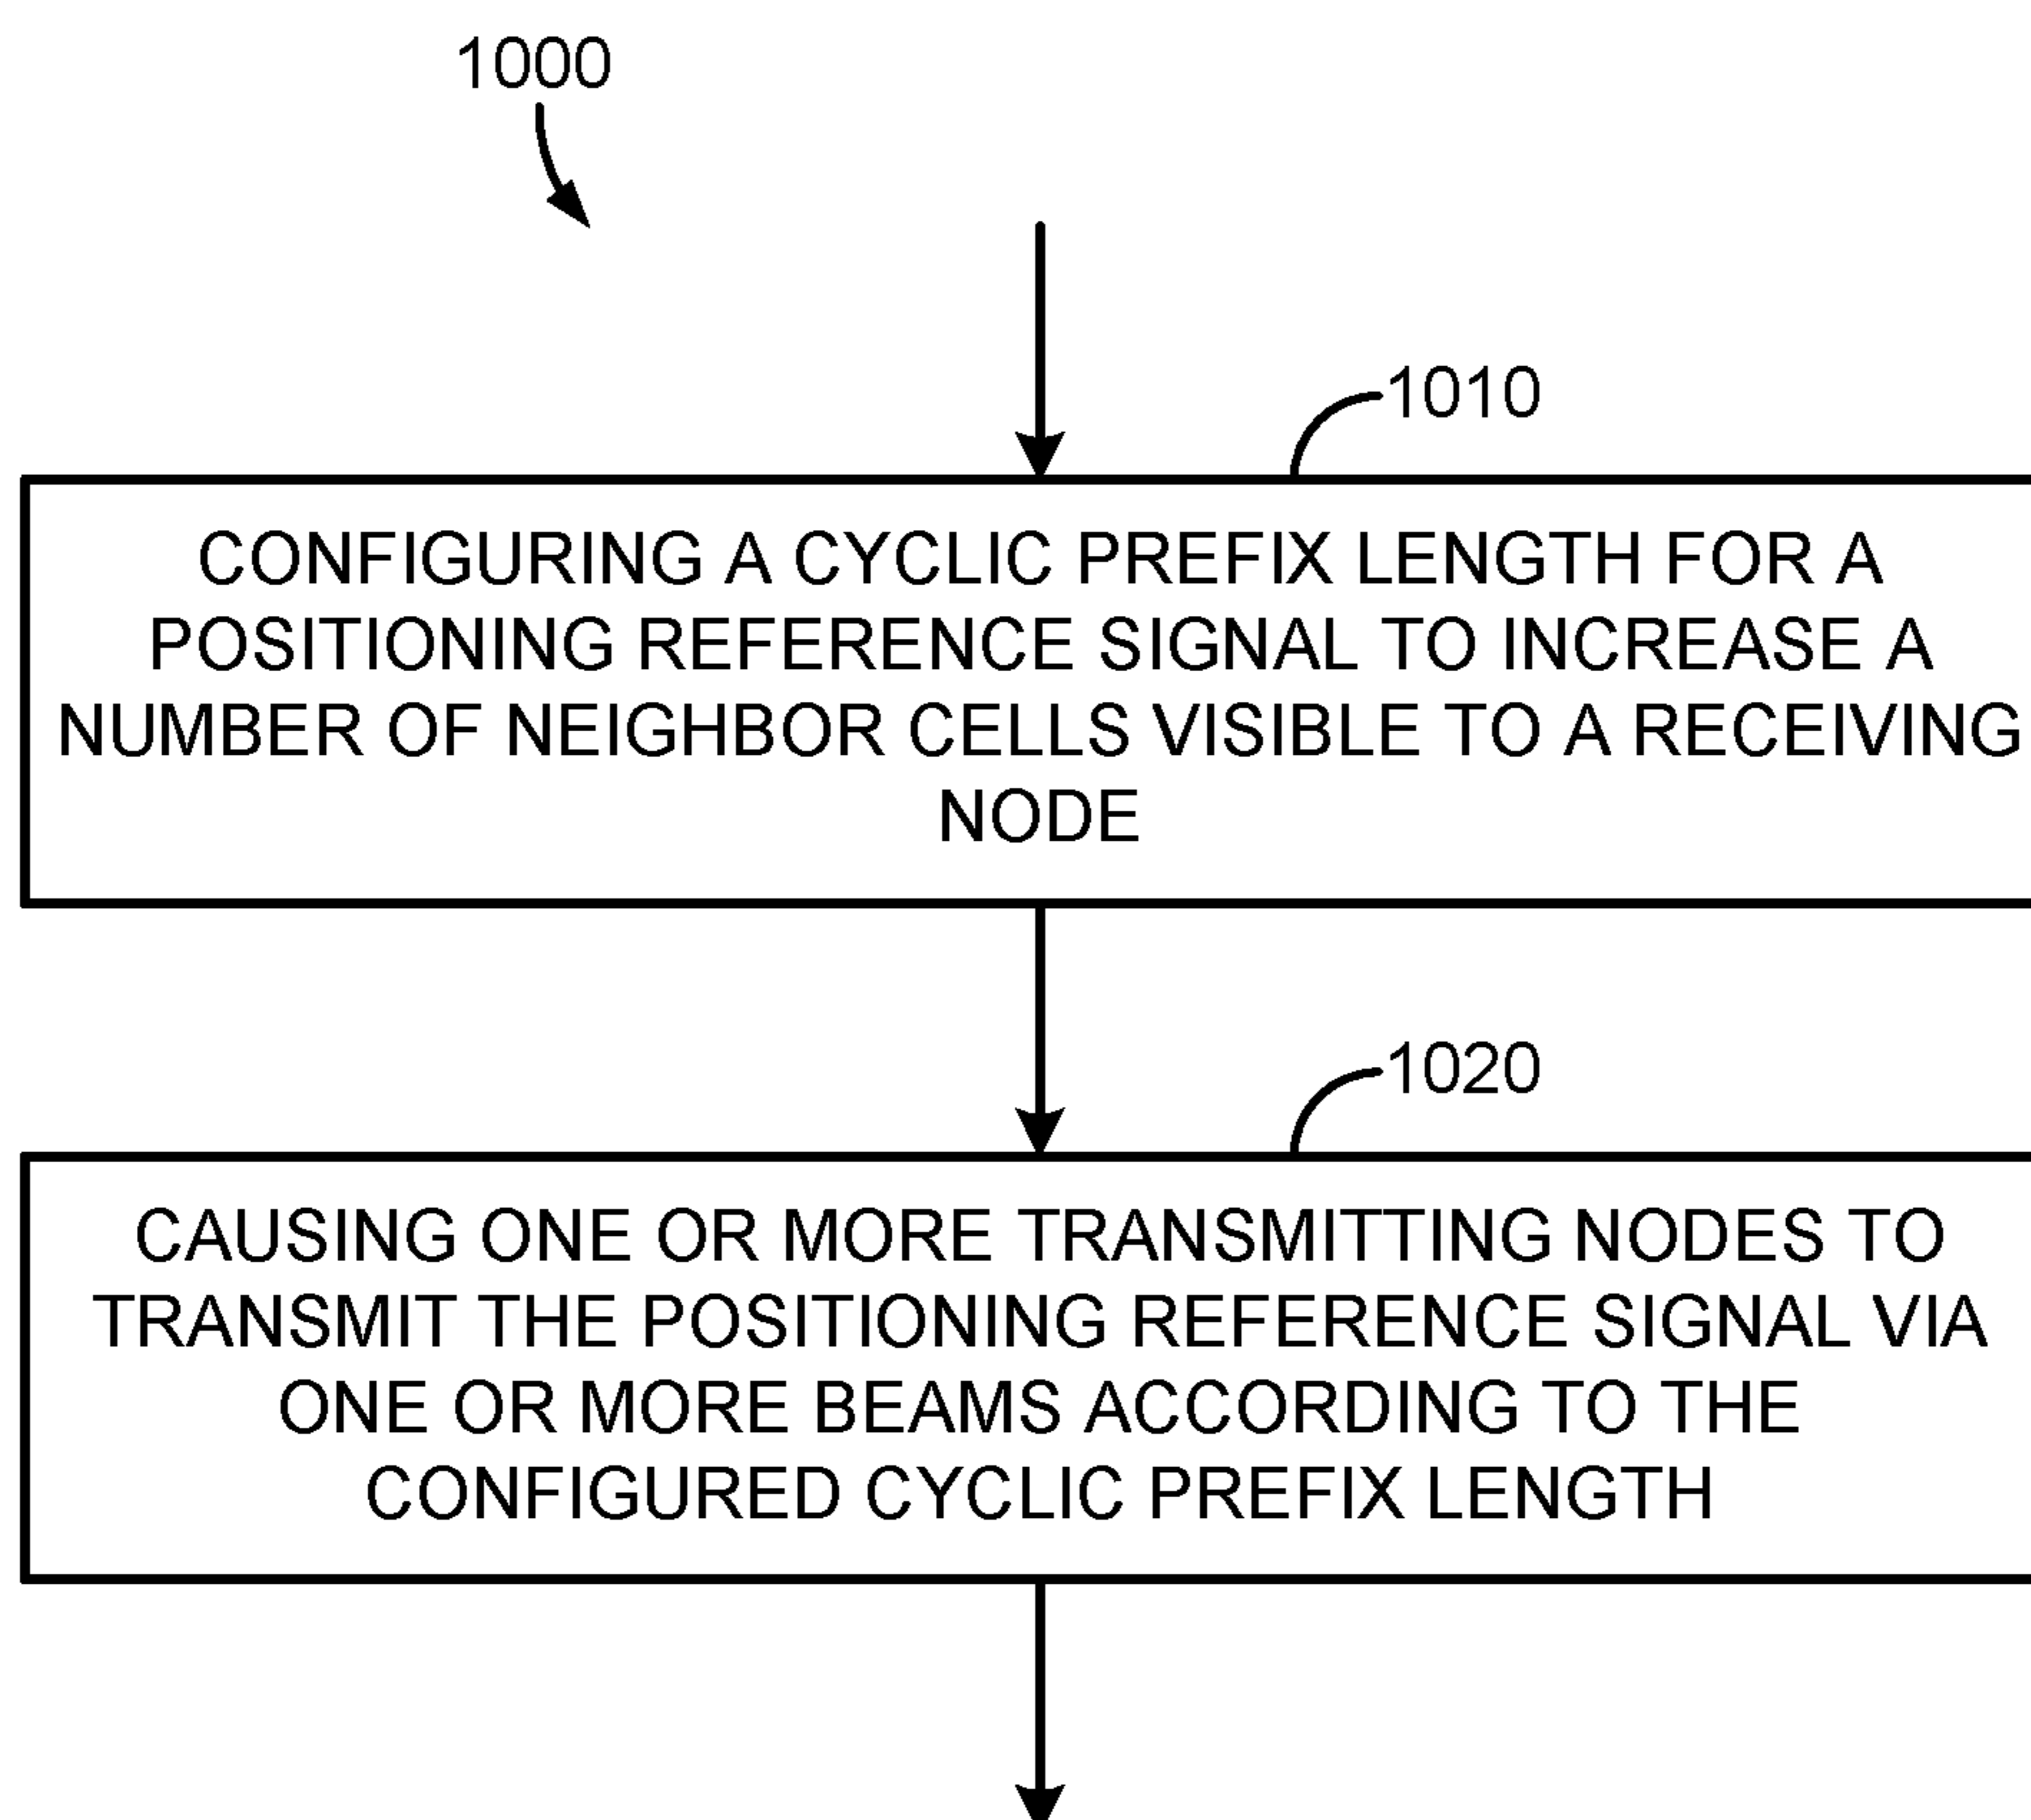 1000
1010
CONFIGURING A CYCLIC PREFIX LENGTH FOR A
POSITIONING REFERENCE SIGNAL TO INCREASE A
NUMBER OF NEIGHBOR CELLS VISIBLE TO A RECEIVING
NODE
1020
CAUSING ONE OR MORE TRANSMITTING NODES TO
TRANSMIT THE POSITIONING REFERENCE SIGNAL VIA
ONE OR MORE BEAMS ACCORDING TO THE
CONFIGURED CYCLIC PREFIX LENGTH